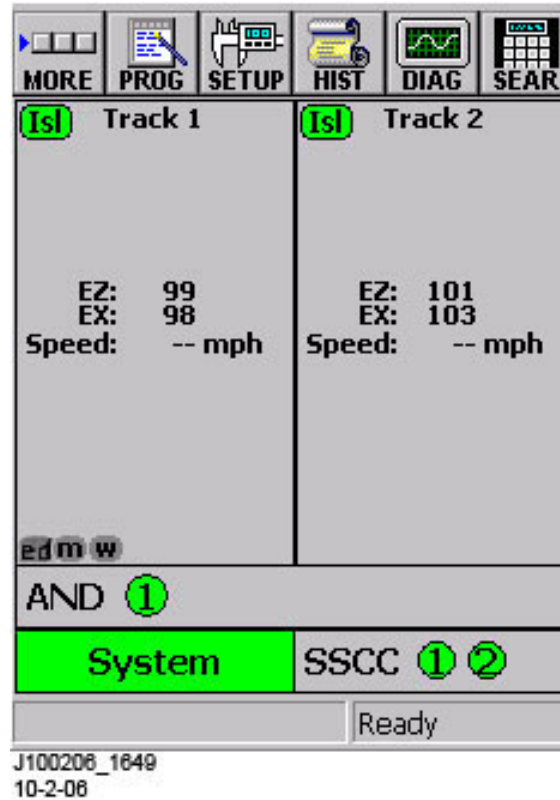 MORE PROG SETUP HIST DIAG SEAR
Isl Track 1 Isl Track 2
EZ: 99 EZ: 101
EX: 98 EX: 103
Speed: -- mph Speed: -- mph
ed m w
AND 1
System SSCC 1 2
Ready
J100206_1649
10-2-06